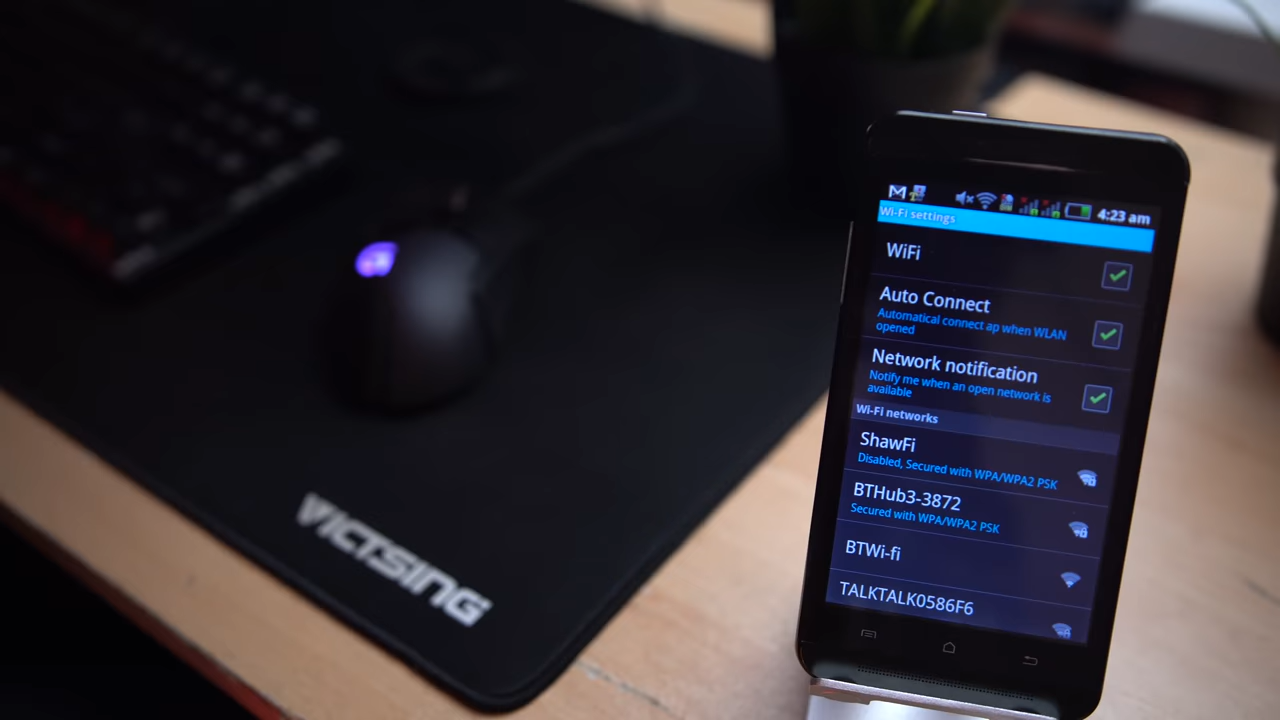 VICTSING
4:23 am
Wi-Fi settings
WiFi
Auto Connect
Automatical connect ap when WLAN
opened
Network notification
Notify me when an open network is
available
Wi-Fi networks
ShawFi
Disabled, Secured with WPA/WPA2 PSK
BTHub3-3872
Secured with WPA/WPA2 PSK
BTWi-fi
TALKTALK0586F6